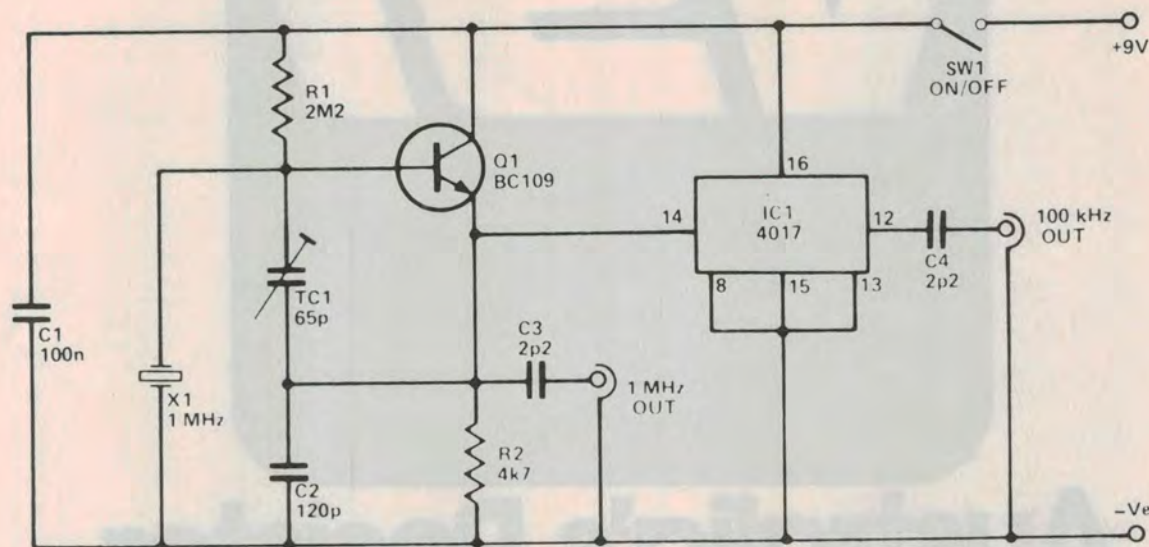 +9V
SW1
ON/OFF
R1
2M2
Q1
BC109
16
14
IC1
4017
12
100 kHz
OUT
C4
2p2
8
15
13
TC1
65p
C1
100n
C3
2p2
1 MHz
OUT
X1
1 MHz
R2
4k7
C2
120p
–Ve